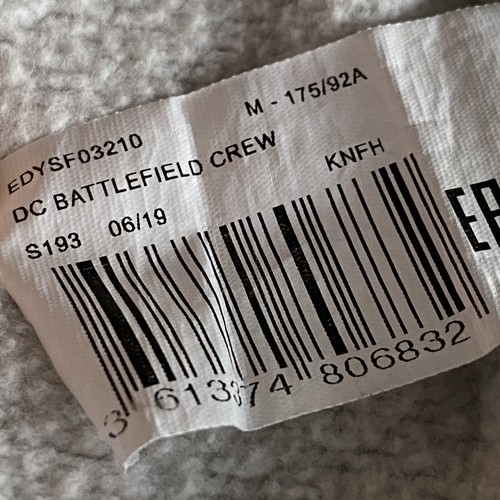 EDYSF03210 M - 175/92A
DC BATTLEFIELD CREW
S193 06/19 KNFH
3 613374 806832